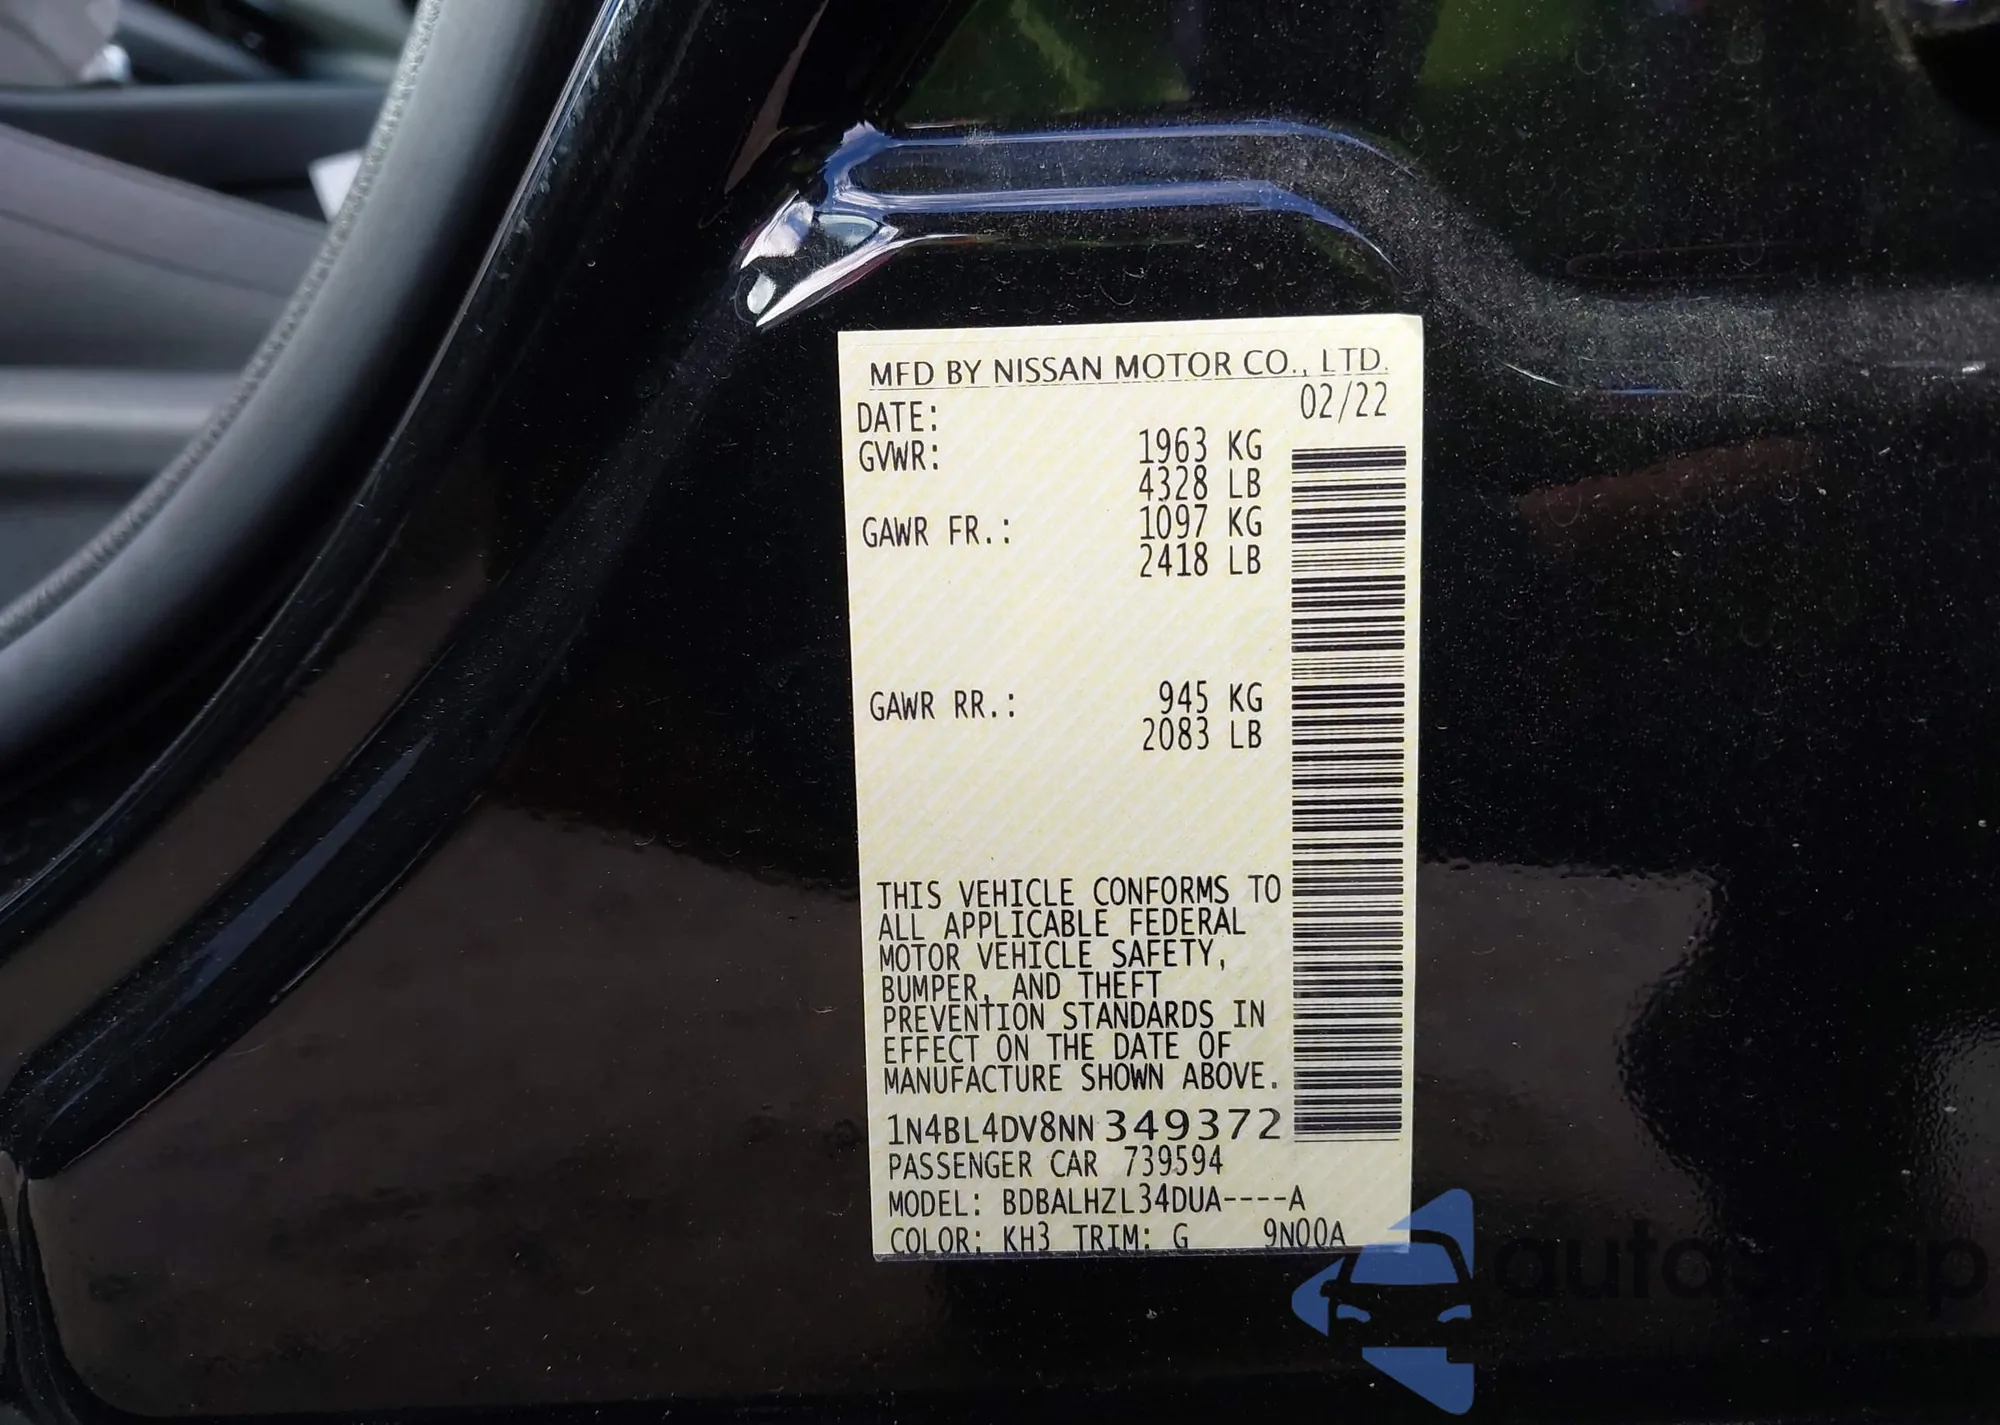 MFD BY NISSAN MOTOR CO., LTD.
DATE: 02/22
GVWR: 1963 KG
4328 LB
GAWR FR.: 1097 KG
2418 LB
GAWR RR.: 945 KG
2083 LB
THIS VEHICLE CONFORMS TO
ALL APPLICABLE FEDERAL
MOTOR VEHICLE SAFETY,
BUMPER, AND THEFT
PREVENTION STANDARDS IN
EFFECT ON THE DATE OF
MANUFACTURE SHOWN ABOVE.
1N4BL4DV8NN349372
PASSENGER CAR 739594
MODEL: BDBALHZL34DUA----A
COLOR: KH3 TRIM: G 9N00A